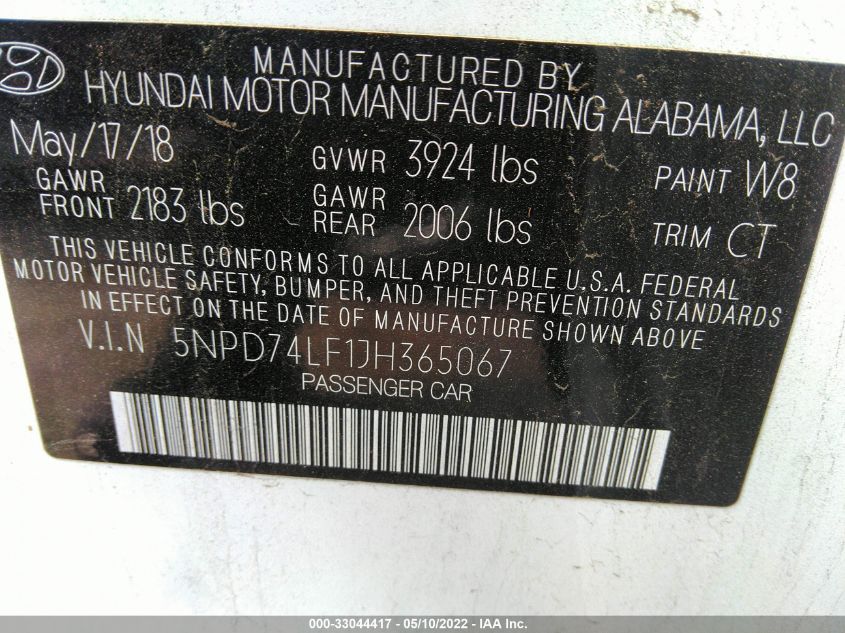 MANUFACTURED BY
HYUNDAI MOTOR MANUFACTURING ALABAMA, LLC
May/17/18 GVWR 3924 lbs PAINT W8
GAWR FRONT 2183 lbs GAWR REAR 2006 lbs TRIM CT
THIS VEHICLE CONFORMS TO ALL APPLICABLE U.S.A. FEDERAL
MOTOR VEHICLE SAFETY, BUMPER, AND THEFT PREVENTION STANDARDS
IN EFFECT ON THE DATE OF MANUFACTURE SHOWN ABOVE
V.I.N 5NPD74LF1JH365067
PASSENGER CAR
000-33044417 - 05/10/2022 - IAA Inc.